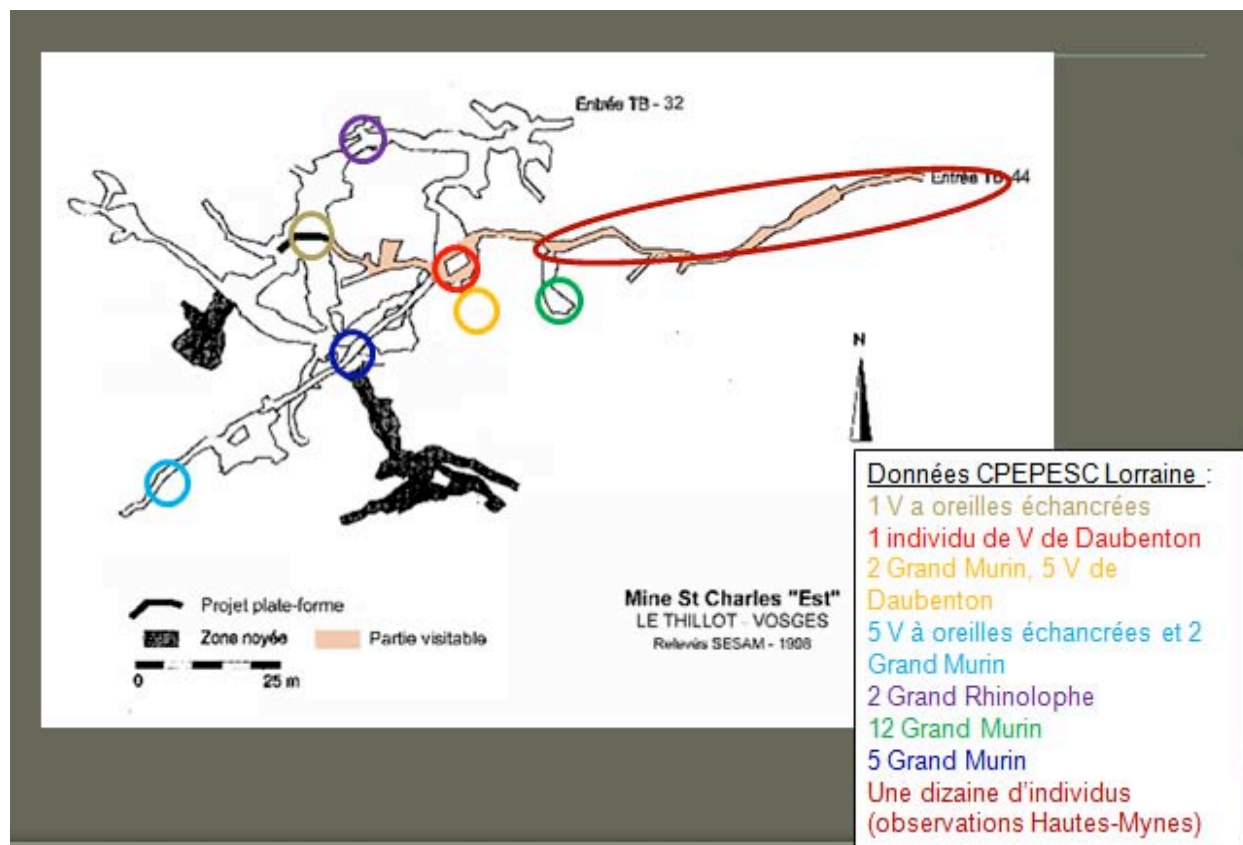 Entrée TB - 32
Entrée TB-44
N
Projet plate-forme
Zone noyée
Partie visitable
0 25 m
Mine St Charles "Est"
LE THILLOT - VOSGES
Relevés SESAM - 1998
Données CPEPESC Lorraine :
1 V a oreilles échancrées
1 individu de V de Daubenton
2 Grand Murin, 5 V de
Daubenton
5 V à oreilles échancrées et 2
Grand Murin
2 Grand Rhinolophe
12 Grand Murin
5 Grand Murin
Une dizaine d'individus
(observations Hautes-Mynes)